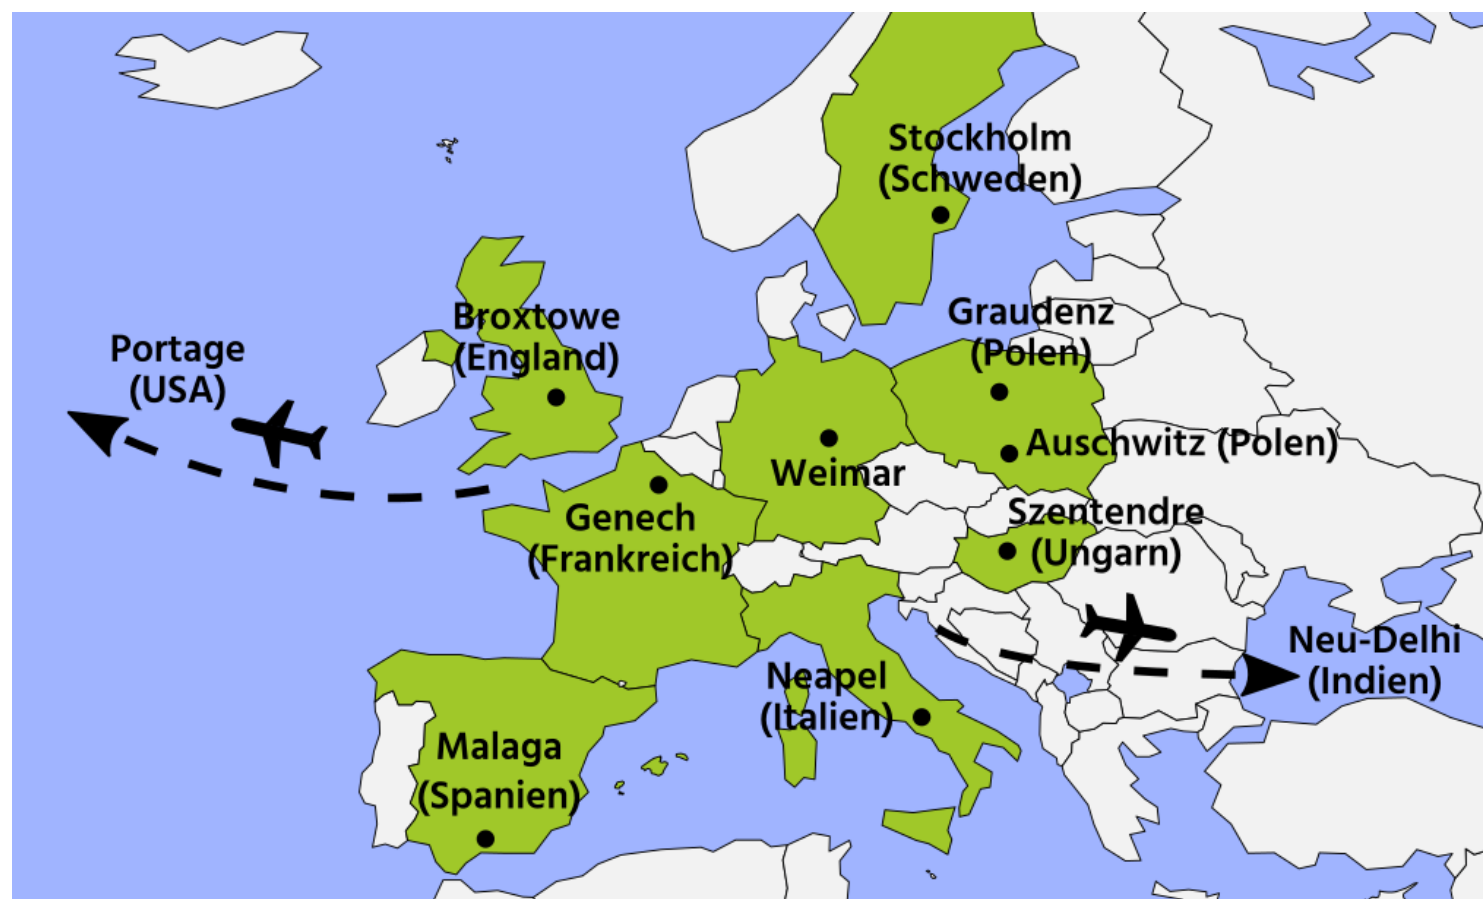 Stockholm
(Schweden)
Broxtowe
(England)
Graudenz
(Polen)
Portage
(USA)
Auschwitz (Polen)
Weimar
Genech
(Frankreich)
Szentendre
(Ungarn)
Neu-Delhi
(Indien)
Neapel
(Italien)
Malaga
(Spanien)